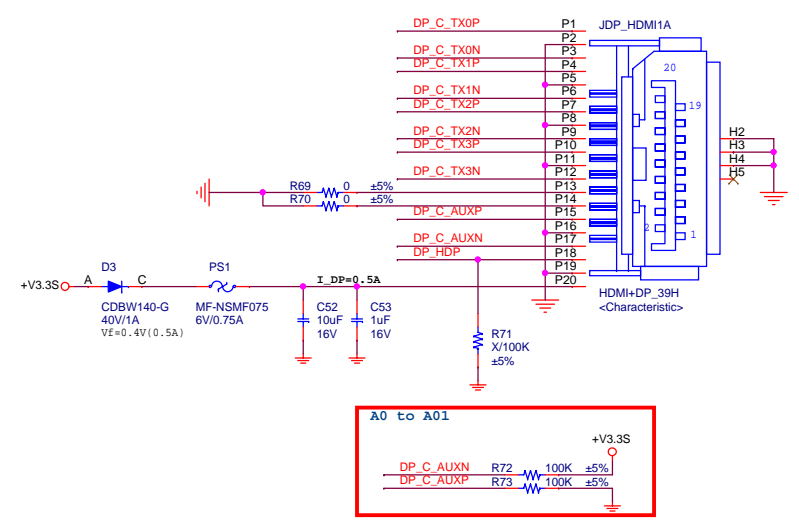 DP_C_TX0P P1 JDP_HDMI1A
P2
DP_C_TX0N P3
DP_C_TX1P P4 20
P5
DP_C_TX1N P6
DP_C_TX2P P7 19
P8
DP_C_TX2N P9 H2
DP_C_TX3P P10 H3
P11 H4
DP_C_TX3N P12 H5
R69 0 ±5% P13
R70 0 ±5% P14
DP_C_AUXP P15
P16 2 1
DP_C_AUXN P17
DP_HDP P18
P19
D3 PS1 P20
+V3.3S A C I_DP=0.5A
HDMI+DP_39H
<Characteristic>
CDBW140-G MF-NSMF075 C52 C53
40V/1A 6V/0.75A 10uF 1uF
Vf=0.4V(0.5A) 16V 16V
R71
X/100K
±5%
A0 to A01
+V3.3S
DP_C_AUXN R72 100K ±5%
DP_C_AUXP R73 100K ±5%